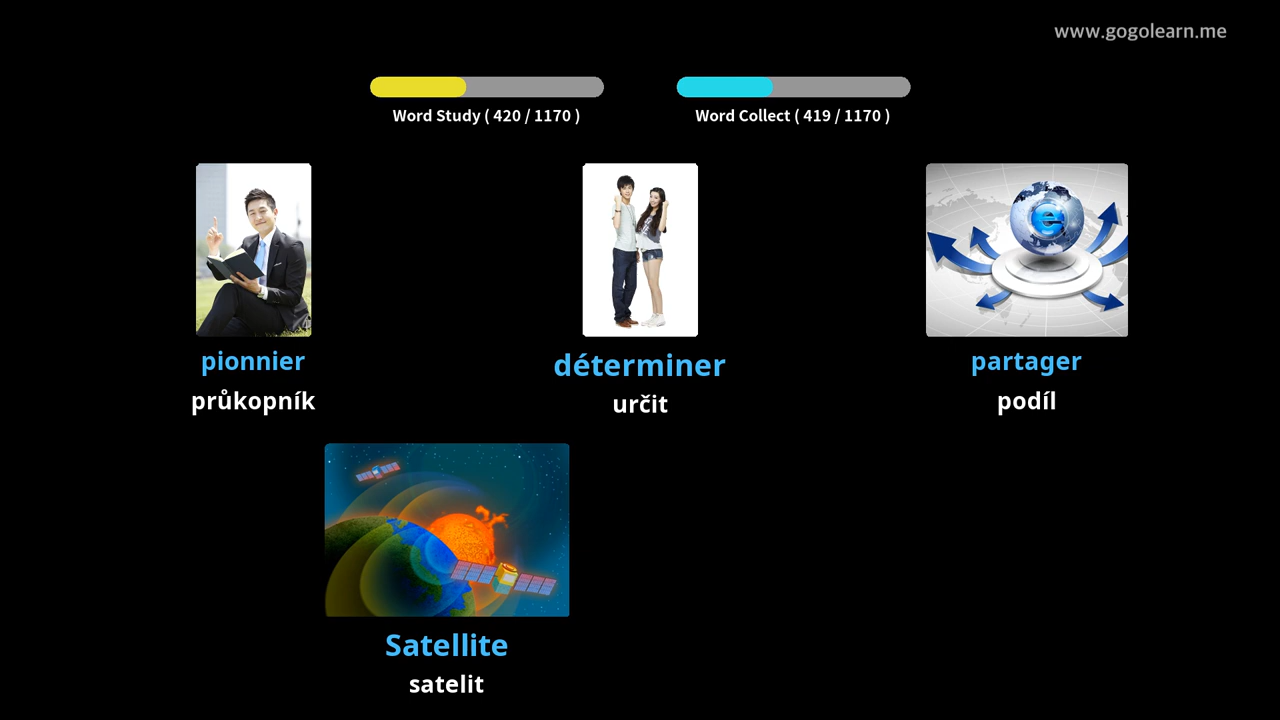 www.gogolearn.me
Word Study ( 420 / 1170 )
Word Collect ( 419 / 1170 )
pionnier
průkopník
déterminer
určit
e
partager
podíl
Satellite
satelit